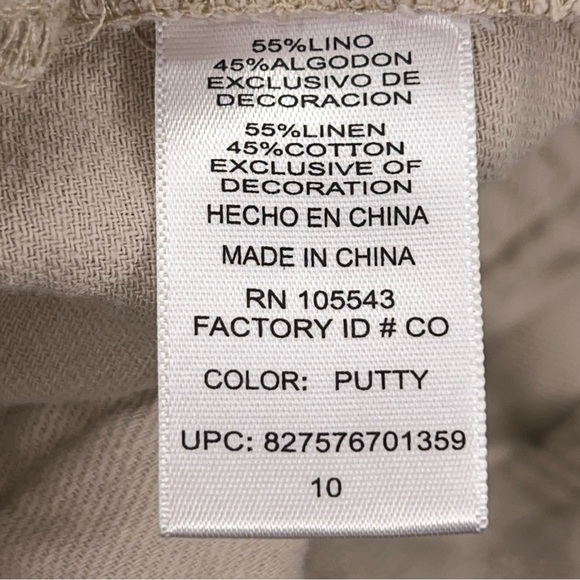 55%LINO
45%ALGODON
EXCLUSIVO DE
DECORACION
55%LINEN
45%COTTON
EXCLUSIVE OF
DECORATION
HECHO EN CHINA
MADE IN CHINA
RN 105543
FACTORY ID # CO
COLOR: PUTTY
UPC: 827576701359
10